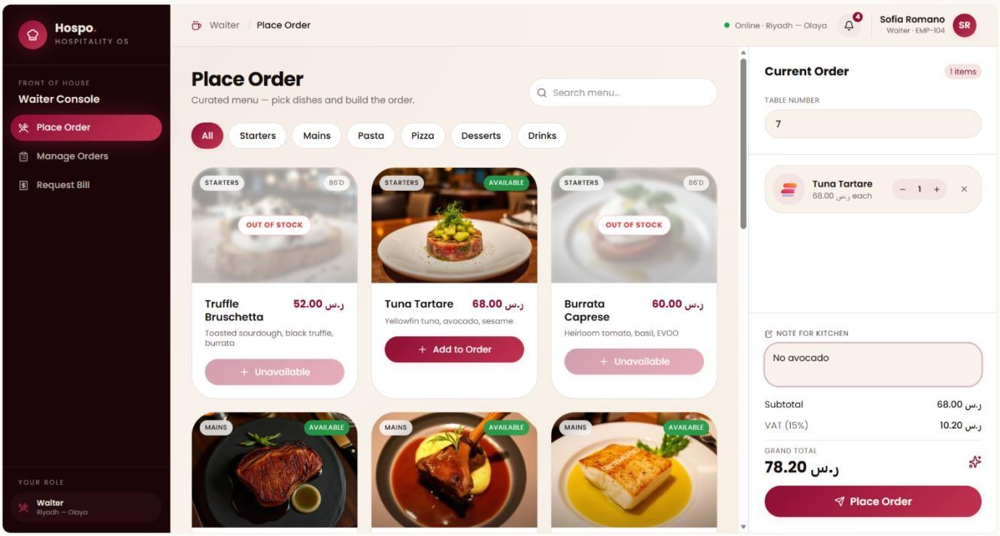 Hospo.
HOSPITALITY OS
FRONT OF HOUSE
Waiter Console
Place Order
Manage Orders
Request Bill
YOUR ROLE
Waiter
Riyadh — Olaya
Waiter / Place Order
Online · Riyadh — Olaya
4
Sofia Romano
Waiter · EMP-104
SR
Place Order
Curated menu — pick dishes and build the order.
Search menu...
All
Starters
Mains
Pasta
Pizza
Desserts
Drinks
STARTERS
86'D
OUT OF STOCK
Truffle
Bruschetta
52.00 ر.س
Toasted sourdough, black truffle,
burrata
+ Unavailable
STARTERS
AVAILABLE
Tuna Tartare
68.00 ر.س
Yellowfin tuna, avocado, sesame
+ Add to Order
STARTERS
86'D
OUT OF STOCK
Burrata
Caprese
60.00 ر.س
Heirloom tomato, basil, EVOO
+ Unavailable
MAINS
AVAILABLE
MAINS
AVAILABLE
MAINS
AVAILABLE
Current Order
1 items
TABLE NUMBER
7
Tuna Tartare
68.00 ر.س each
− 1 + ×
NOTE FOR KITCHEN
No avocado
Subtotal
68.00 ر.س
VAT (15%)
10.20 ر.س
GRAND TOTAL
78.20 ر.س
Place Order